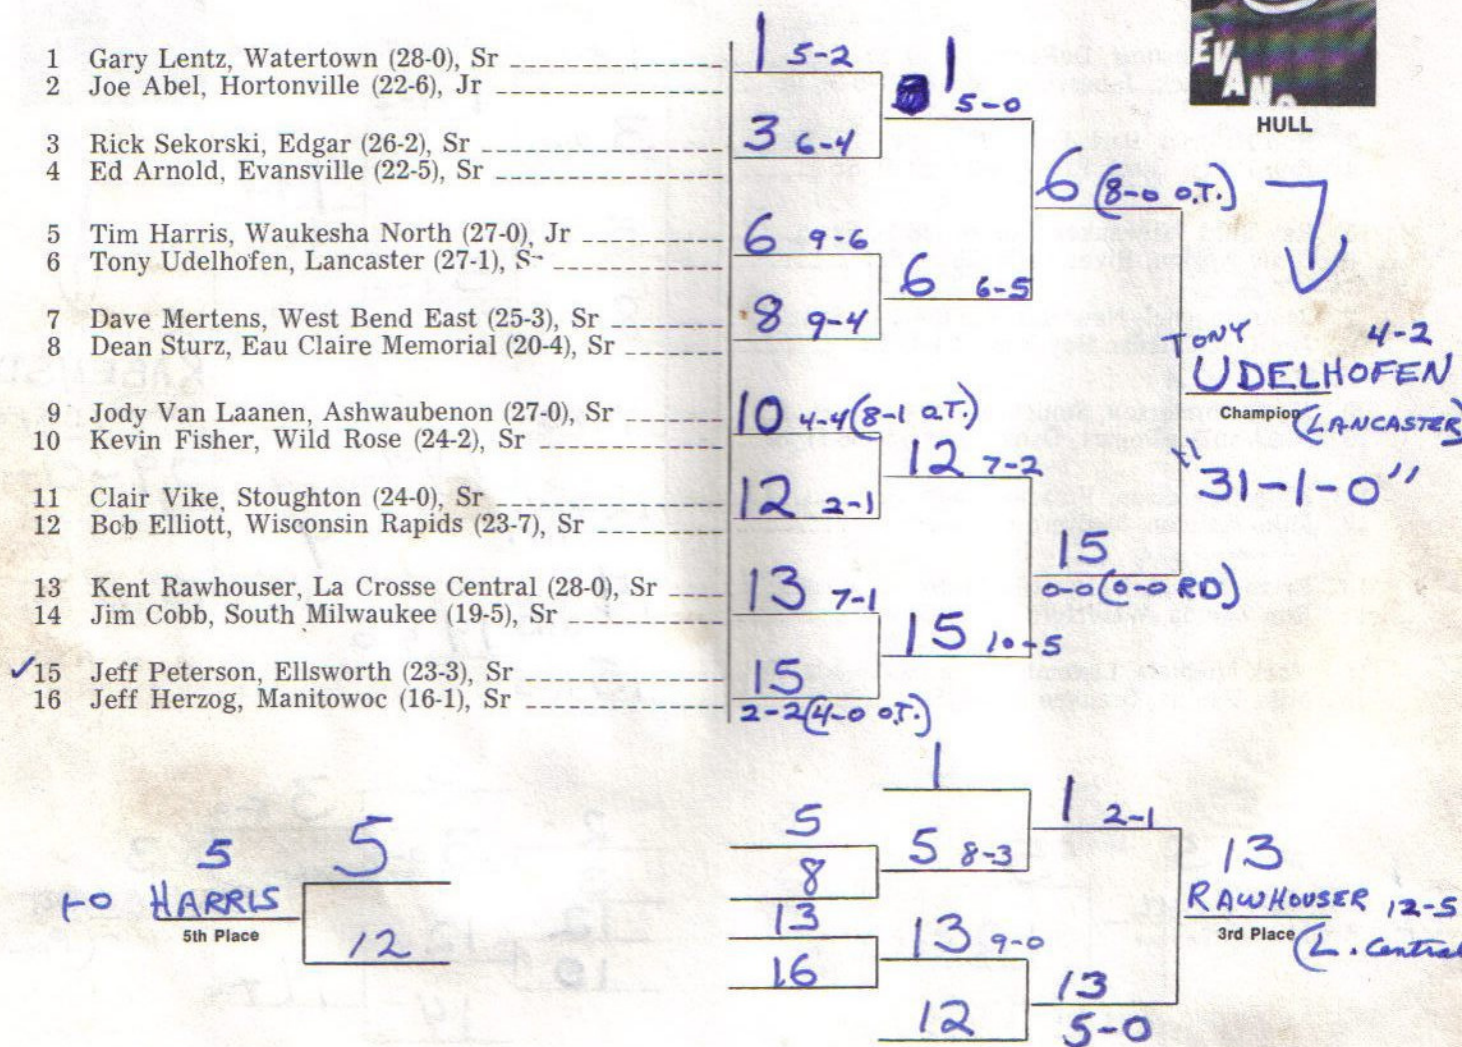 EVANS
HULL
1 Gary Lentz, Watertown (28-0), Sr
2 Joe Abel, Hortonville (22-6), Jr
3 Rick Sekorski, Edgar (26-2), Sr
4 Ed Arnold, Evansville (22-5), Sr
5 Tim Harris, Waukesha North (27-0), Jr
6 Tony Udelhofen, Lancaster (27-1), Sr
7 Dave Mertens, West Bend East (25-3), Sr
8 Dean Sturz, Eau Claire Memorial (20-4), Sr
9 Jody Van Laanen, Ashwaubenon (27-0), Sr
10 Kevin Fisher, Wild Rose (24-2), Sr
11 Clair Vike, Stoughton (24-0), Sr
12 Bob Elliott, Wisconsin Rapids (23-7), Sr
13 Kent Rawhouser, La Crosse Central (28-0), Sr
14 Jim Cobb, South Milwaukee (19-5), Sr
✓15 Jeff Peterson, Ellsworth (23-3), Sr
16 Jeff Herzog, Manitowoc (16-1), Sr
1 5-2
3 6-4
6 9-6
8 9-4
10 4-4 (8-1 O.T.)
12 2-1
13 7-1
15
2-2 (4-0 O.T.)
1
5-0
6 6-5
12 7-2
15 10-5
6 (8-0 O.T.)
15
0-0 (0-0 RD)
TONY 4-2
UDELHOFEN
Champion (LANCASTER)
"31-1-0"
5
1-0 HARRIS
5th Place
5
12
5
8
13
16
1
5 8-3
13 9-0
12
1 2-1
13
5-0
13
RAWHOUSER 12-5
3rd Place (L. Central